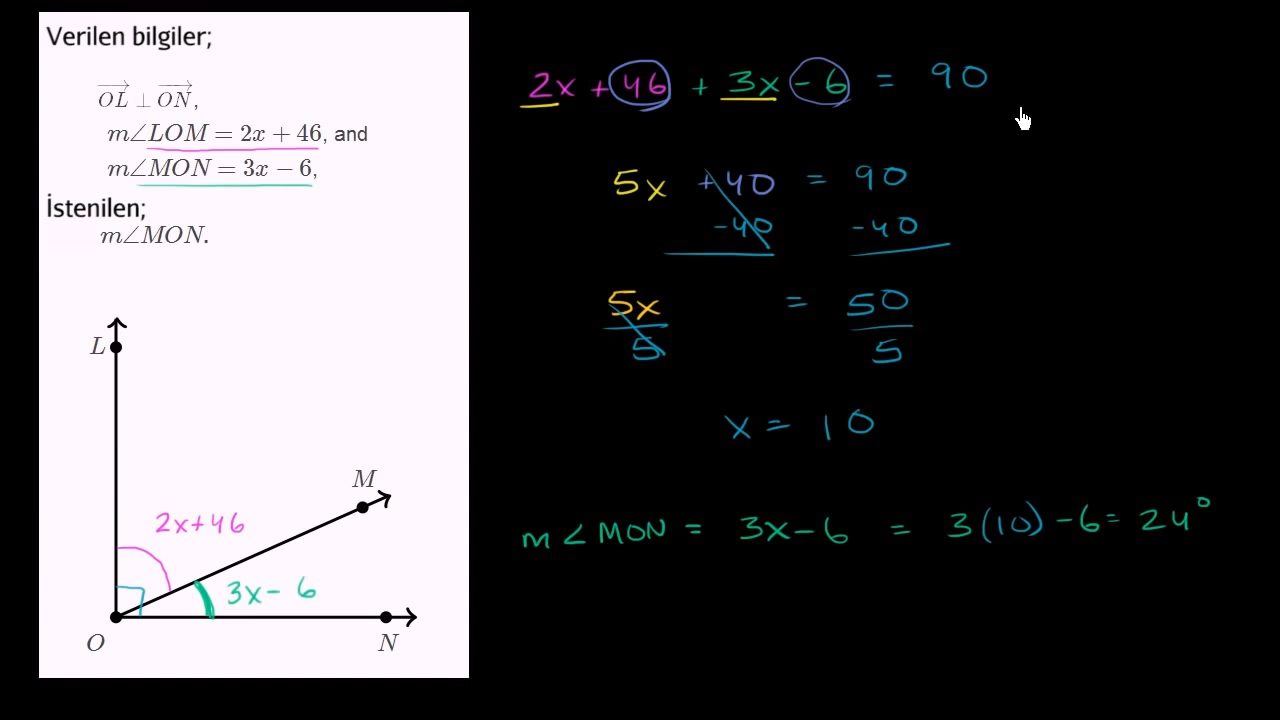 Verilen bilgiler;
OL ⊥ ON,
m∠LOM = 2x + 46, and
m∠MON = 3x − 6,
İstenilen;
m∠MON.
L
M
2x+46
3x- 6
O
N
2x + 46 + 3x - 6 = 90
5x + 40 = 90
-40 -40
5x = 50
5 5
x = 10
m∠MON = 3x-6 = 3(10) -6 = 24°